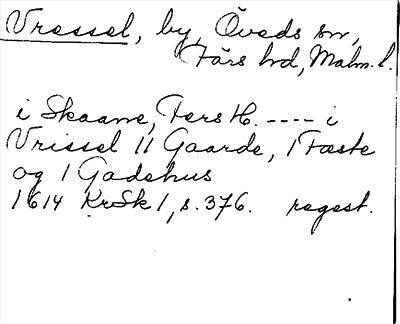 Vressel, by, Öveds sn,
Färs hd, Malm. l.
i Skaane, Fers H. ---- i
Vrissel 11 Gaarde, 1 Fæste
og 1 Gadehus
1614 KrSk 1, s. 376. regest.